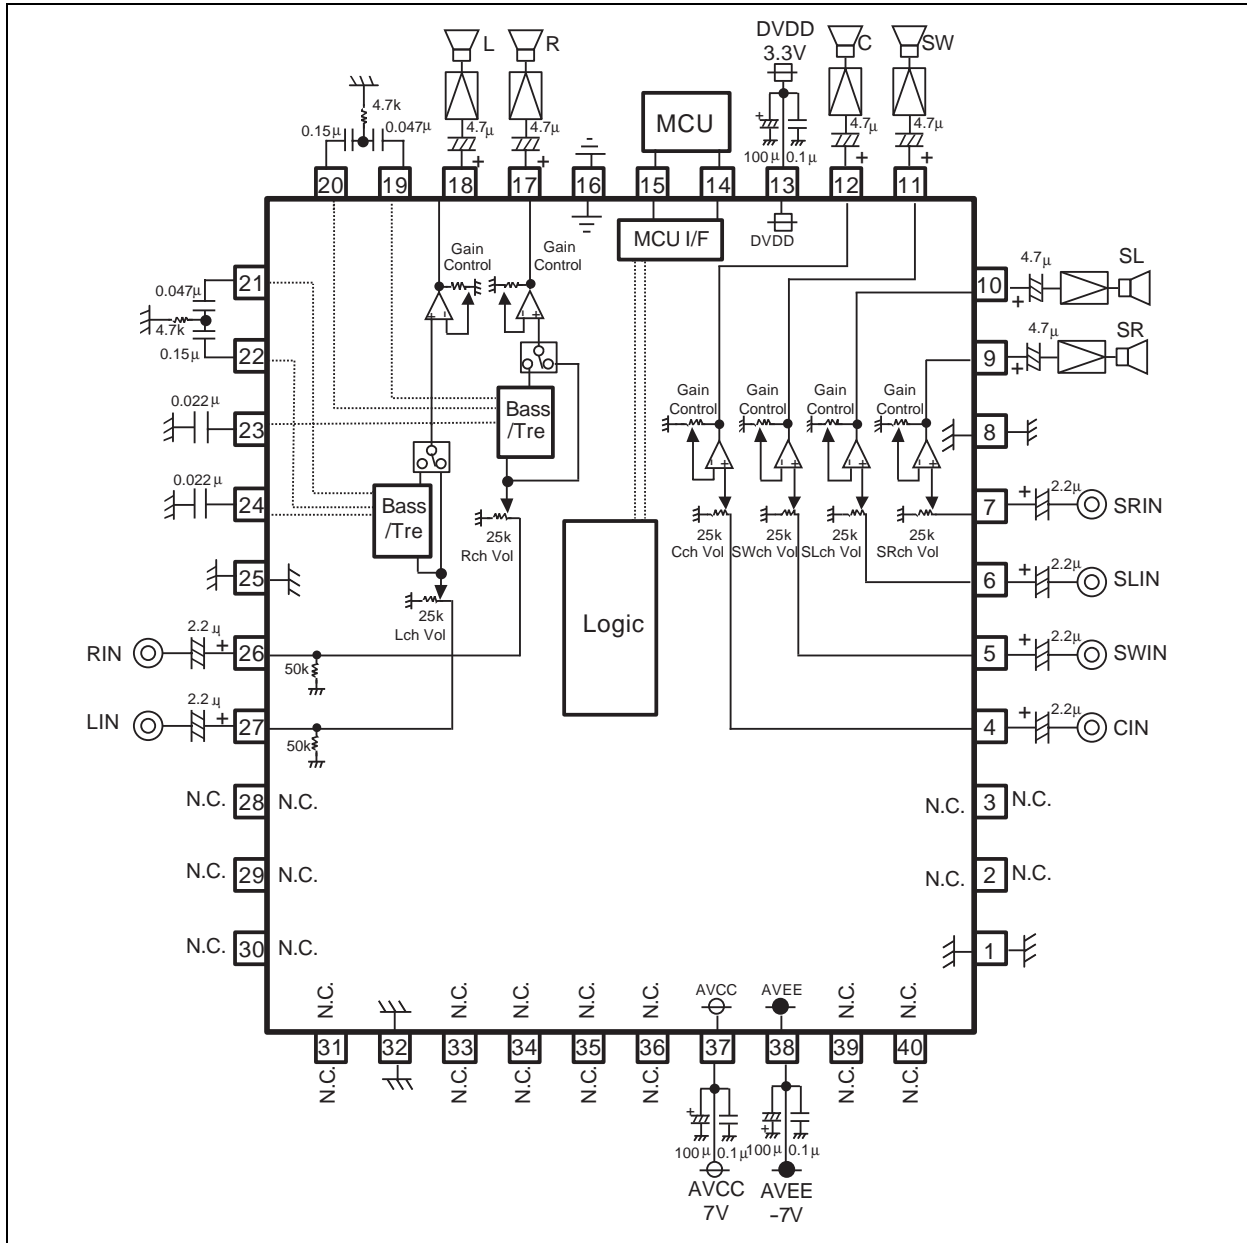 L
R
DVDD
3.3V
C
SW
4.7k
0.15μ
0.047μ
4.7μ
4.7μ
MCU
100μ
0.1μ
4.7μ
4.7μ
20
19
18
17
16
15
14
13
12
11
MCU I/F
DVDD
Gain
Control
Gain
Control
21
0.047μ
4.7k
0.15μ
22
10
4.7μ
SL
9
4.7μ
SR
0.022μ
23
Bass
/Tre
Gain
Control
Gain
Control
Gain
Control
Gain
Control
8
0.022μ
24
Bass
/Tre
25k
Rch Vol
25k
Cch Vol
25k
SWch Vol
25k
SLch Vol
25k
SRch Vol
7
2.2μ
SRIN
25
25k
Lch Vol
Logic
6
2.2μ
SLIN
RIN
2.2μ
26
50k
5
2.2μ
SWIN
LIN
2.2μ
27
50k
4
2.2μ
CIN
N.C. 28 N.C.
N.C. 3 N.C.
N.C. 29 N.C.
N.C. 2 N.C.
N.C. 30 N.C.
1
N.C.
N.C.
N.C.
N.C.
N.C.
AVCC
AVEE
N.C.
N.C.
31
32
33
34
35
36
37
38
39
40
N.C.
N.C.
N.C.
N.C.
N.C.
N.C.
N.C.
+
100μ
0.1μ
+
100μ
0.1μ
AVCC
7V
AVEE
-7V